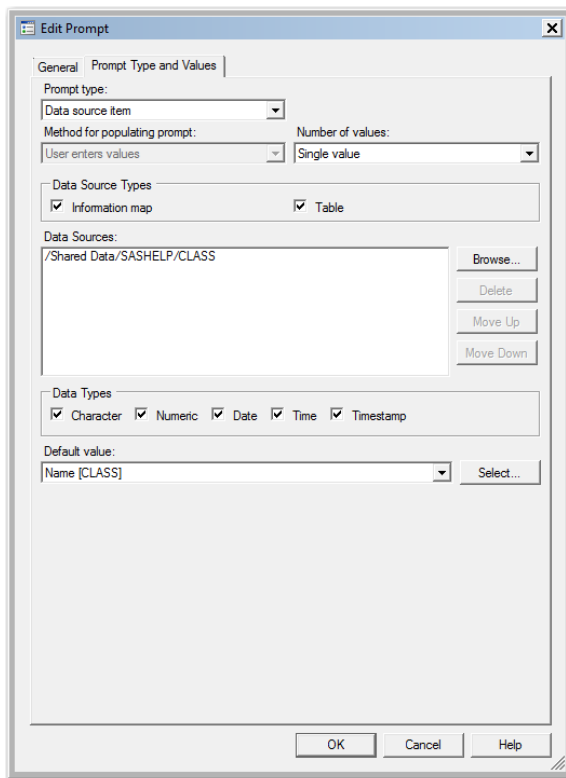 Edit Prompt
General Prompt Type and Values
Prompt type:
Data source item
Method for populating prompt: Number of values:
User enters values Single value
Data Source Types
Information map Table
Data Sources:
/Shared Data/SASHELP/CLASS
Browse...
Delete
Move Up
Move Down
Data Types
Character Numeric Date Time Timestamp
Default value:
Name [CLASS] Select...
OK Cancel Help